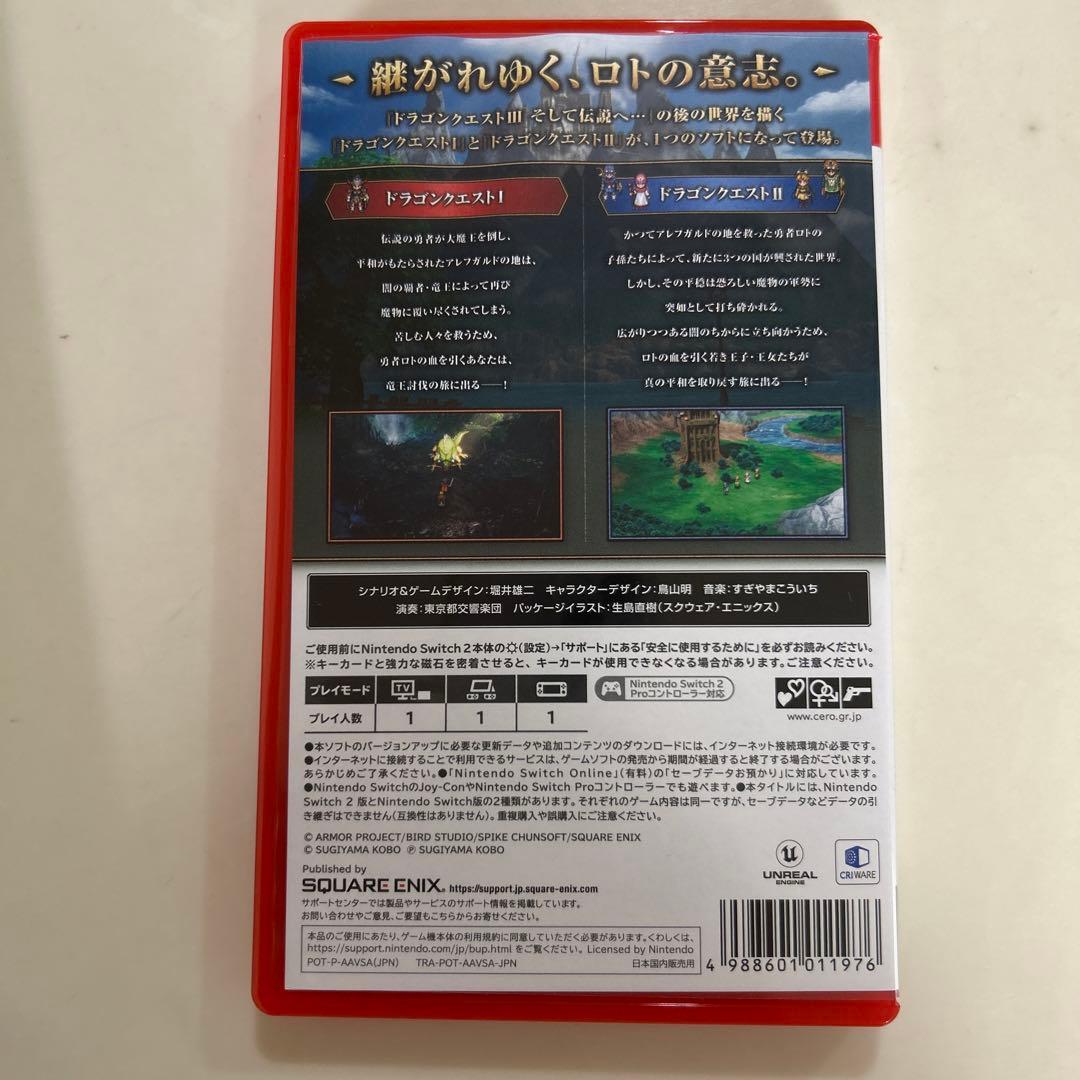 継がれゆく、ロトの意志。
『ドラゴンクエストIII そして伝説へ…』の後の世界を描く
『ドラゴンクエストI』と『ドラゴンクエストII』が、1つのソフトになって登場。
ドラゴンクエストI
伝説の勇者が大魔王を倒し、
平和がもたらされたアレフガルドの地は、
闇の覇者・竜王によって再び
魔物に覆い尽くされてしまう。
苦しむ人々を救うため、
勇者ロトの血を引くあなたは、
竜王討伐の旅に出る──！
ドラゴンクエストII
かつてアレフガルドの地を救った勇者ロトの
子孫たちによって、新たに3つの国が興された世界。
しかし、その平穏は恐ろしい魔物の軍勢に
突如として打ち砕かれる。
広がりつつある闇のちからに立ち向かうため、
ロトの血を引く若き王子・王女たちが
真の平和を取り戻す旅に出る──！
シナリオ&ゲームデザイン:堀井雄二 キャラクターデザイン:鳥山明 音楽:すぎやまこういち
演奏:東京都交響楽団 パッケージイラスト:生島直樹(スクウェア・エニックス)
ご使用前にNintendo Switch 2本体の(設定)→「サポート」にある「安全に使用するために」を必ずお読みください。
※キーカードと強力な磁石を密着させると、キーカードが使用できなくなる場合があります。ご注意ください。
プレイモード TV
プレイ人数 1 1 1
Nintendo Switch 2
Proコントローラー対応
www.cero.gr.jp
●本ソフトのバージョンアップに必要な更新データや追加コンテンツのダウンロードには、インターネット接続環境が必要です。
●インターネットに接続することで利用できるサービスは、ゲームソフトの発売から期間が経過すると終了する場合がございます。
あらかじめご了承ください。●「Nintendo Switch Online」(有料)の「セーブデータお預かり」に対応しています。
●Nintendo SwitchのJoy-ConやNintendo Switch Proコントローラーでも遊べます。●本タイトルには、Nintendo
Switch 2 版とNintendo Switch版の2種類があります。それぞれのゲーム内容は同一ですが、セーブデータなどデータの引
き継ぎはできません(互換性はありません)。重複購入や誤購入にご注意ください。
© ARMOR PROJECT/BIRD STUDIO/SPIKE CHUNSOFT/SQUARE ENIX
© SUGIYAMA KOBO ℗ SUGIYAMA KOBO
UNREAL
ENGINE
CRIWARE
Published by
SQUARE ENIX. https://support.jp.square-enix.com
サポートセンターでは製品やサービスのサポート情報を掲載しています。
お問い合わせやご意見、ご要望もこちらからお寄せください。
本品のご使用にあたり、ゲーム機本体の利用規約に同意していただく必要があります。くわしくは、
https://support.nintendo.com/jp/bup.html をご覧ください。 Licensed by Nintendo
POT-P-AAVSA(JPN) TRA-POT-AAVSA-JPN 日本国内販売用
4 988601 011976